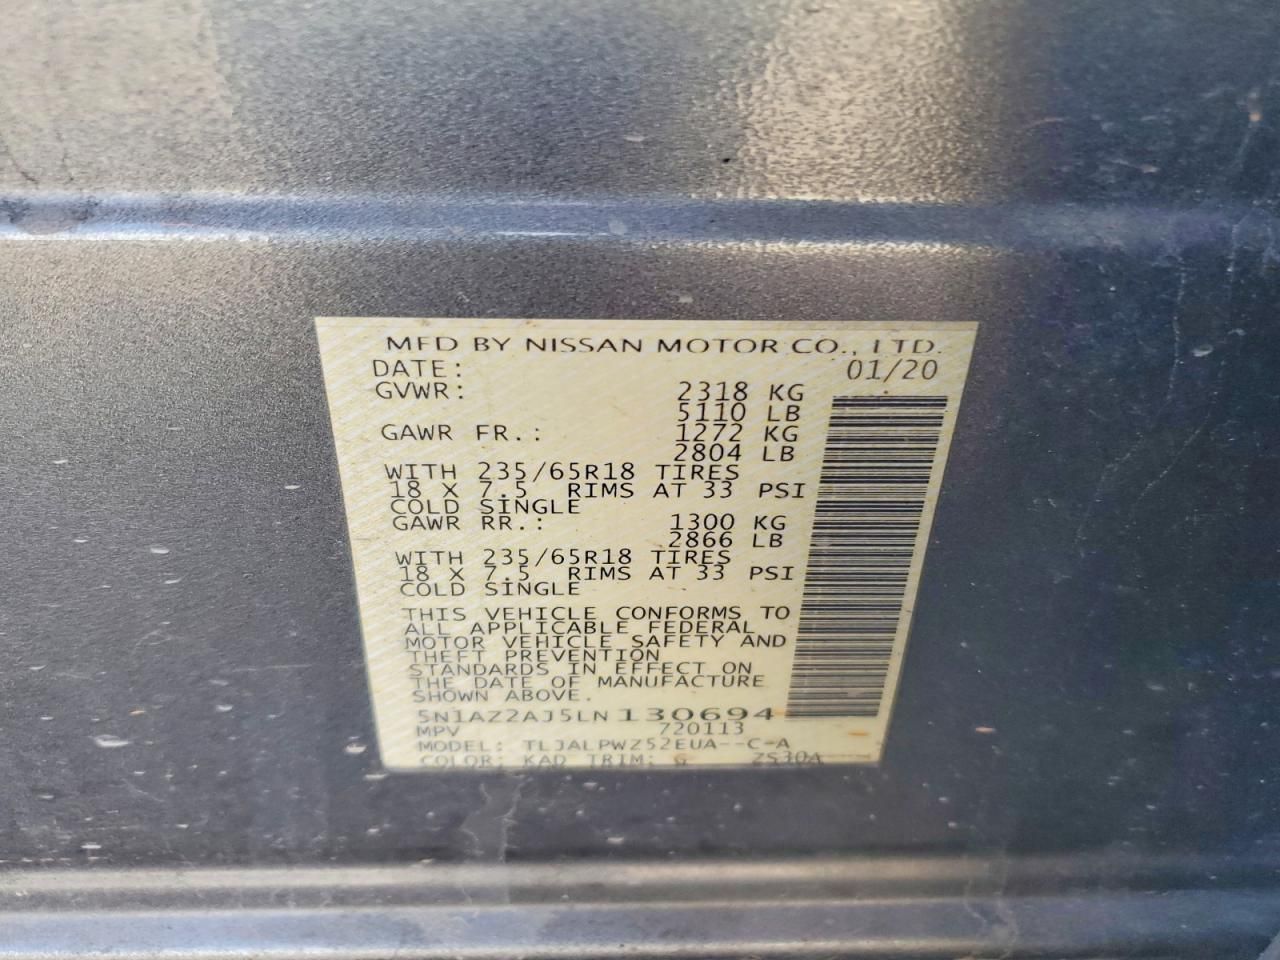 MFD BY NISSAN MOTOR CO., LTD.
DATE: 01/20
GVWR: 2318 KG
5110 LB
GAWR FR.: 1272 KG
2804 LB
WITH 235/65R18 TIRES
18 X 7.5 RIMS AT 33 PSI
COLD SINGLE
GAWR RR.: 1300 KG
2866 LB
WITH 235/65R18 TIRES
18 X 7.5 RIMS AT 33 PSI
COLD SINGLE
THIS VEHICLE CONFORMS TO
ALL APPLICABLE FEDERAL
MOTOR VEHICLE SAFETY AND
THEFT PREVENTION
STANDARDS IN EFFECT ON
THE DATE OF MANUFACTURE
SHOWN ABOVE.
5N1AZ2AJ5LN130694
MPV 720113
MODEL: TLJALPWZ52EUA--C-A
COLOR: KAD TRIM: G ZS30A